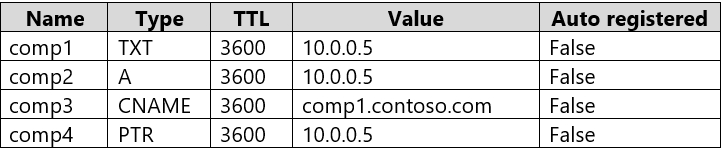 Name Type TTL Value Auto registered
comp1 TXT 3600 10.0.0.5 False
comp2 A 3600 10.0.0.5 False
comp3 CNAME 3600 comp1.contoso.com False
comp4 PTR 3600 10.0.0.5 False